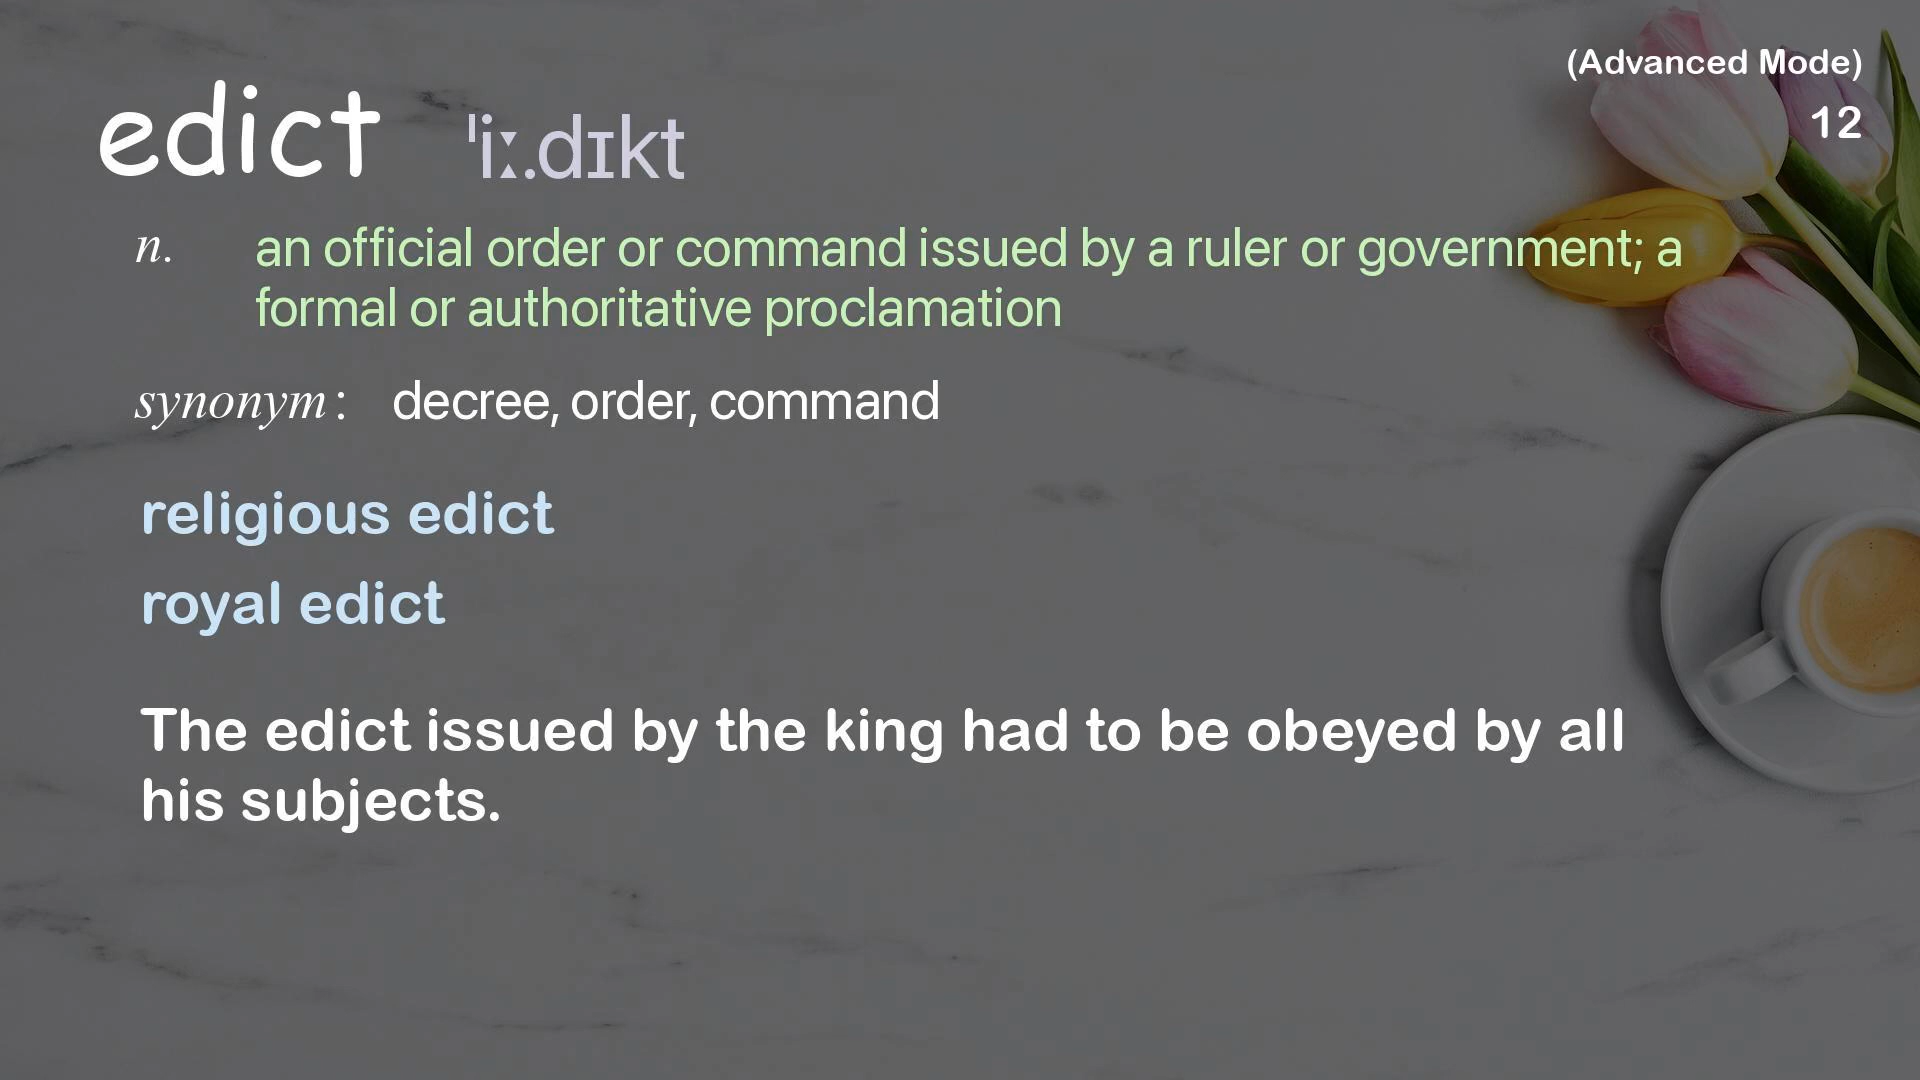 (Advanced Mode)
12
edict ˈiː.dɪkt
n. an official order or command issued by a ruler or government; a
formal or authoritative proclamation
synonym: decree, order, command
religious edict
royal edict
The edict issued by the king had to be obeyed by all
his subjects.